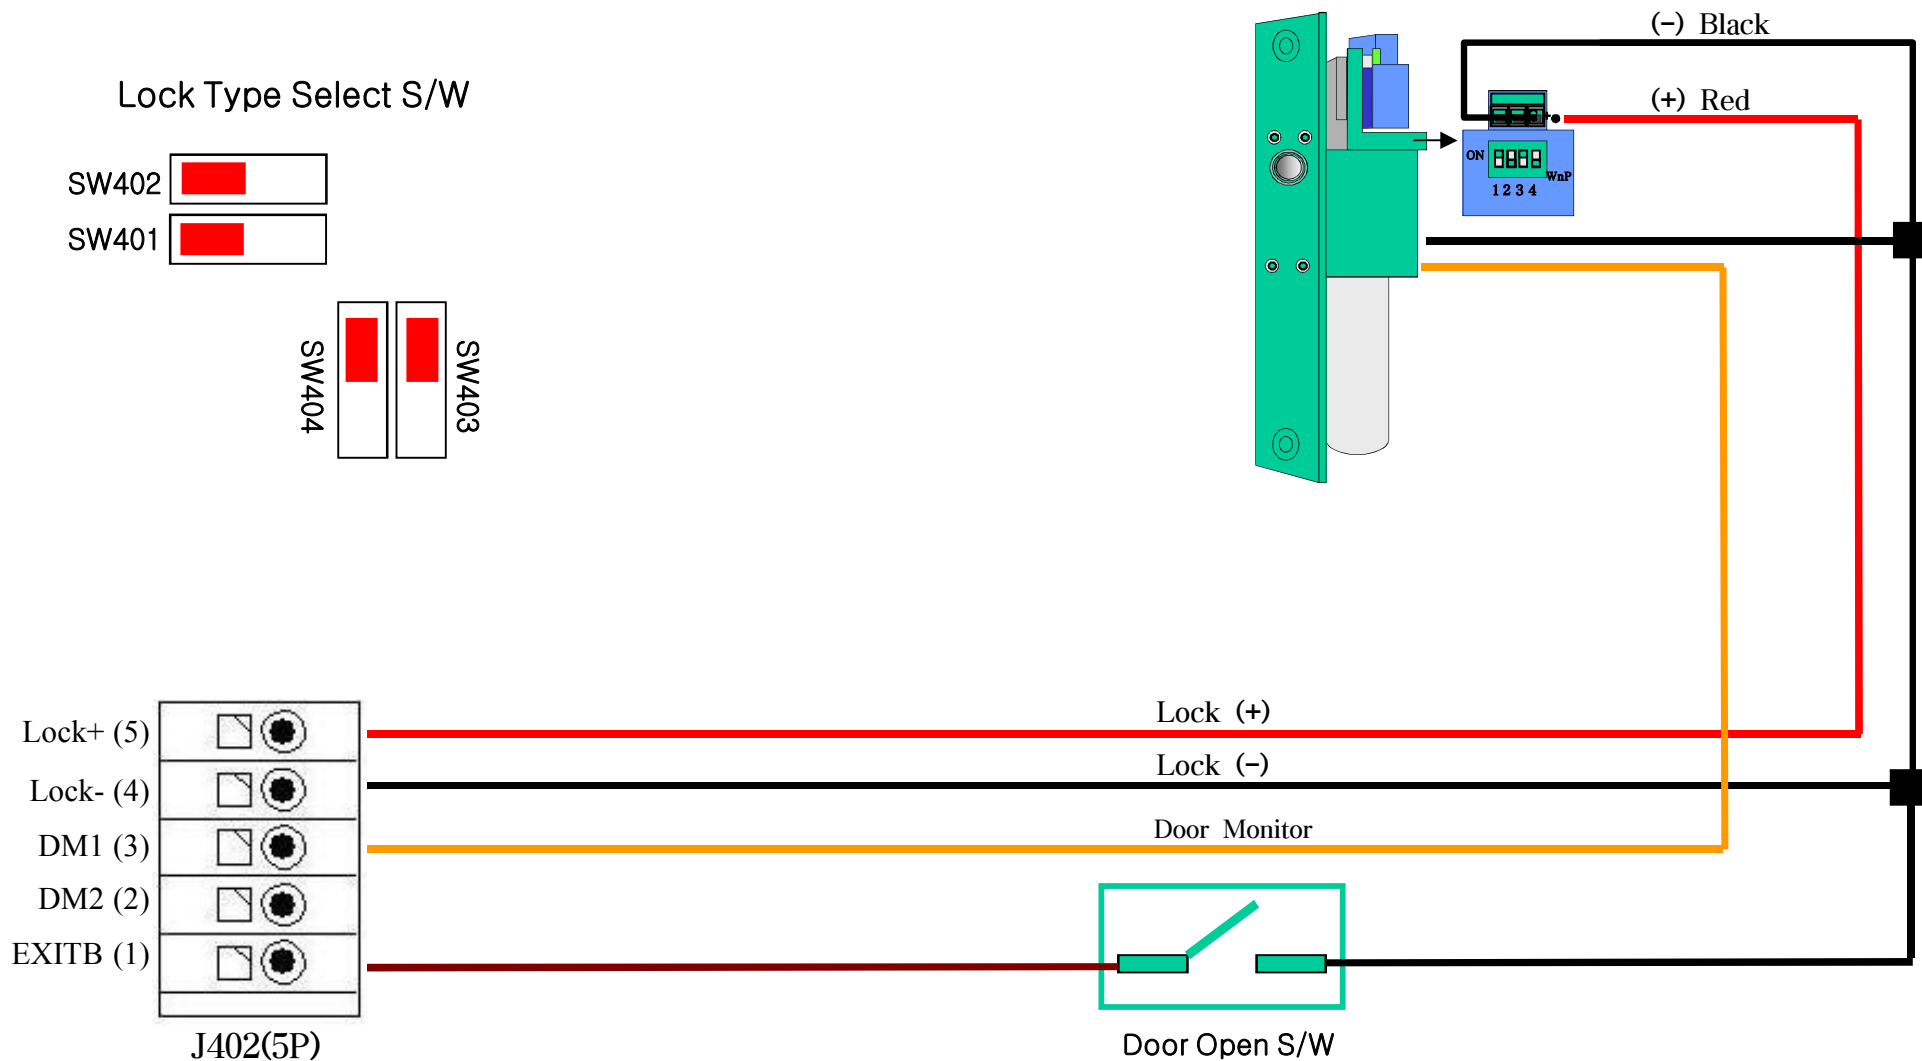 (-) Black
Lock Type Select S/W
(+) Red
SW402
SW401
ON
WnP
1 2 3 4
SW404
SW403
Lock+ (5)
Lock (+)
Lock- (4)
Lock (-)
DM1 (3)
Door Monitor
DM2 (2)
EXITB (1)
J402(5P)
Door Open S/W